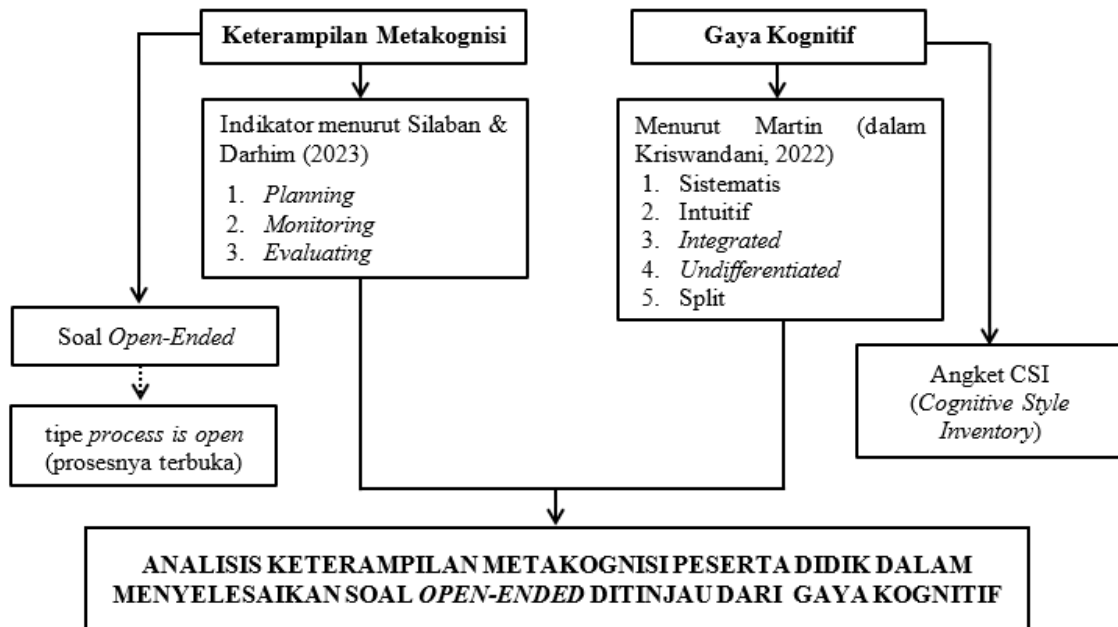 Keterampilan Metakognisi
Gaya Kognitif
Indikator menurut Silaban &
Darhim (2023)
1. Planning
2. Monitoring
3. Evaluating
Menurut Martin (dalam
Kriswandani, 2022)
1. Sistematis
2. Intuitif
3. Integrated
4. Undifferentiated
5. Split
Soal Open-Ended
tipe process is open
(prosesnya terbuka)
Angket CSI
(Cognitive Style
Inventory)
ANALISIS KETERAMPILAN METAKOGNISI PESERTA DIDIK DALAM
MENYELESAIKAN SOAL OPEN-ENDED DITINJAU DARI GAYA KOGNITIF